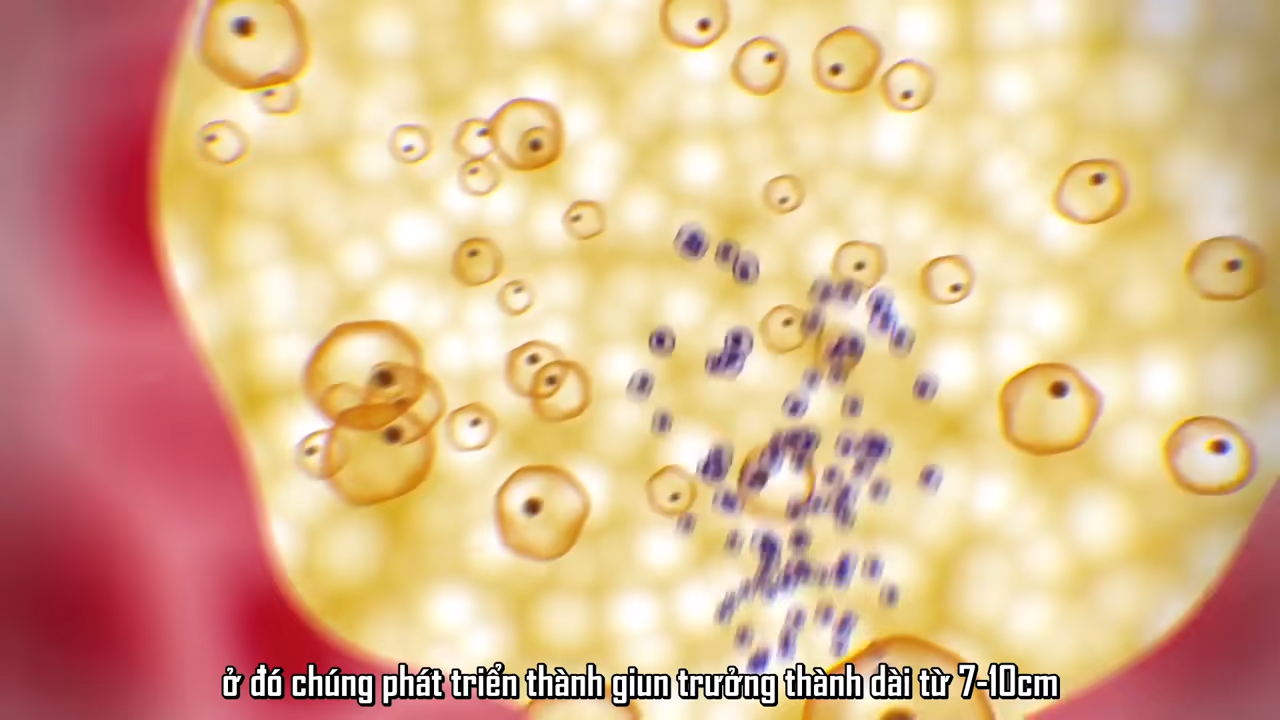 ở đó chúng phát triển thành giun trưởng thành dài từ 7-10cm